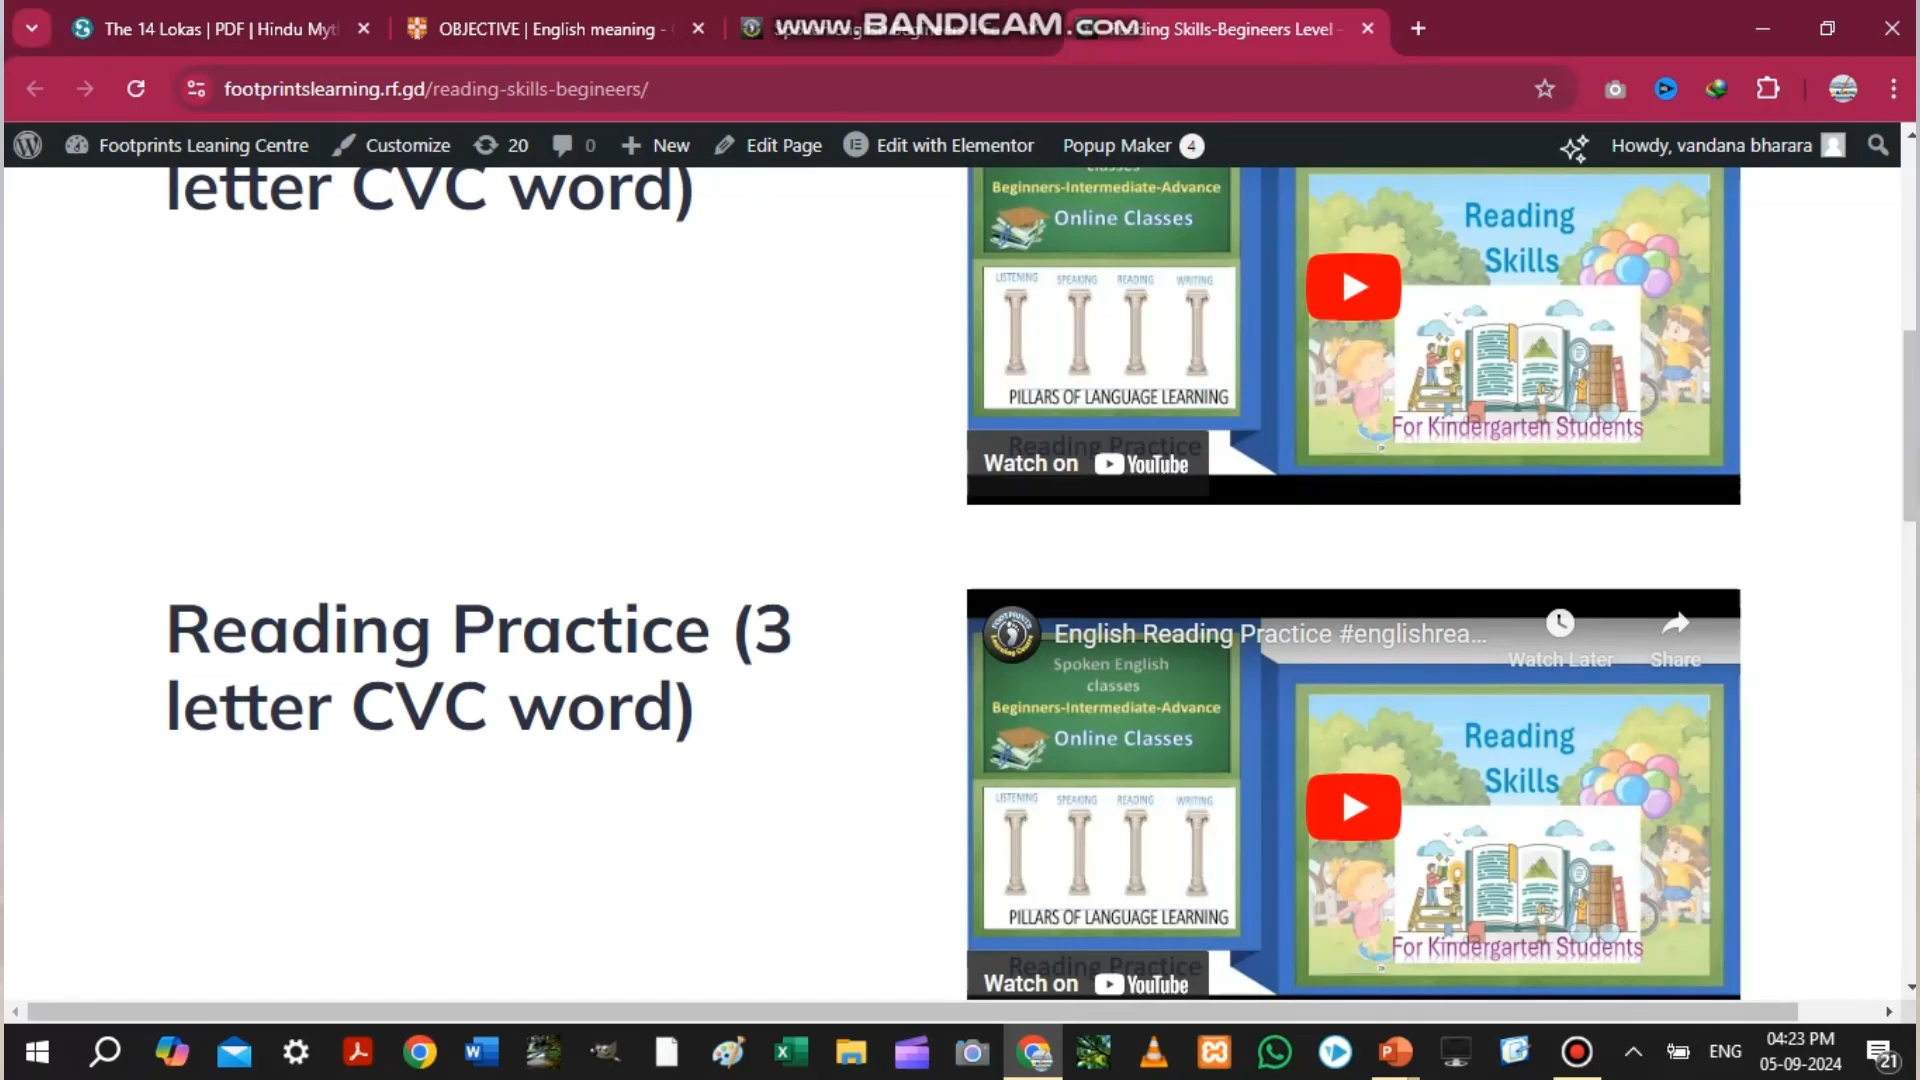 The 14 Lokas | PDF | Hindu Myt
OBJECTIVE | English meaning -
www.BANDICAM.com
ding Skills-Begineers Level -
footprintslearning.rf.gd/reading-skills-begineers/
Footprints Leaning Centre
Customize
20
0
New
Edit Page
Edit with Elementor
Popup Maker 4
Howdy, vandana bharara
letter CVC word)
classes
Beginners-Intermediate-Advance
Online Classes
LISTENING SPEAKING READING WRITING
PILLARS OF LANGUAGE LEARNING
Reading
Skills
For Kindergarten Students
Reading Practice
Watch on YouTube
Reading Practice (3
letter CVC word)
English Reading Practice #englishrea...
Watch Later
Share
Spoken English
classes
Beginners-Intermediate-Advance
Online Classes
LISTENING SPEAKING READING WRITING
PILLARS OF LANGUAGE LEARNING
Reading
Skills
For Kindergarten Students
Reading Practice
Watch on YouTube
ENG
04:23 PM
05-09-2024
21